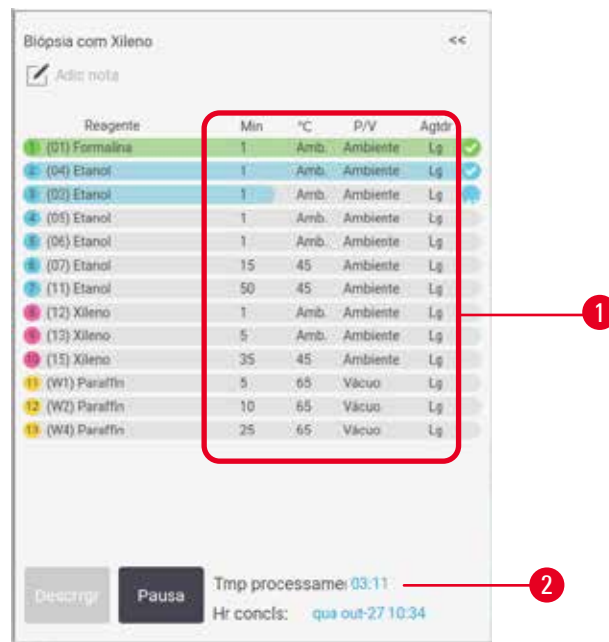 Biópsia com Xileno <<
Adic nota
Reagente Min °C P/V Agtdr
1 (01) Formalina 1 Amb. Ambiente Lg
2 (04) Etanol 1 Amb. Ambiente Lg
3 (03) Etanol 1 Amb. Ambiente Lg
4 (05) Etanol 1 Amb. Ambiente Lg
5 (06) Etanol 1 Amb. Ambiente Lg
6 (07) Etanol 15 45 Ambiente Lg
7 (11) Etanol 50 45 Ambiente Lg
8 (12) Xileno 1 Amb. Ambiente Lg
9 (13) Xileno 5 Amb. Ambiente Lg
10 (15) Xileno 35 45 Ambiente Lg
11 (W1) Paraffin 5 65 Vácuo Lg
12 (W2) Paraffin 10 65 Vácuo Lg
13 (W4) Paraffin 25 65 Vácuo Lg
1
Descrrgr Pausa
Tmp processamei 03:11
2
Hr concls: qua out-27 10:34